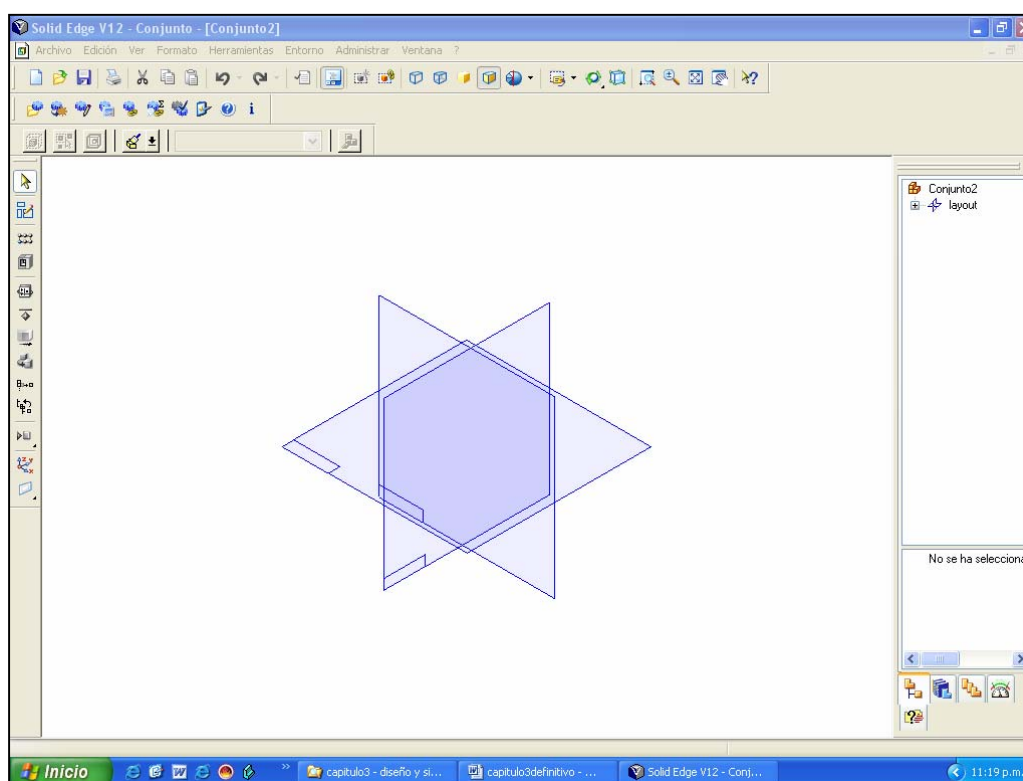 Solid Edge V12 - Conjunto - [Conjunto2]
Archivo Edición Ver Formato Herramientas Entorno Administrar Ventana ?
Conjunto2
layout
No se ha selecciona
Inicio
capitulo3 - diseño y si...
capitulo3definitivo - ...
Solid Edge V12 - Conj...
11:19 p.m.